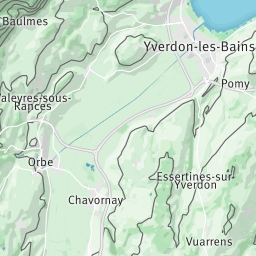 Baulmes
Yverdon-les-Bains
Pomy
aleyres-sous-
Rances
Orbe
Essertines-sur-
Yverdon
Chavornay
Vuarrens